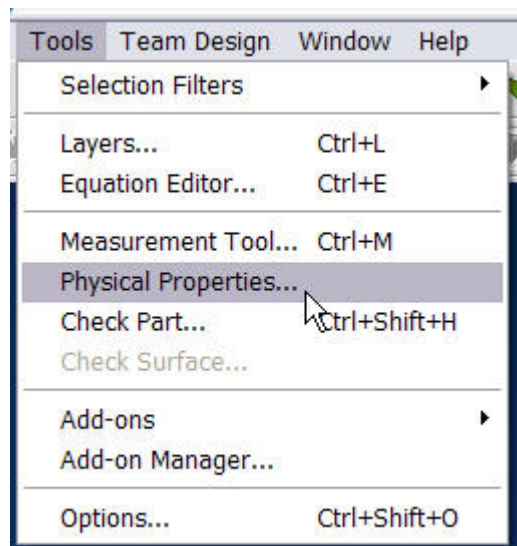 Tools Team Design Window Help
Selection Filters
Layers... Ctrl+L
Equation Editor... Ctrl+E
Measurement Tool... Ctrl+M
Physical Properties...
Check Part... Ctrl+Shift+H
Check Surface...
Add-ons
Add-on Manager...
Options... Ctrl+Shift+O